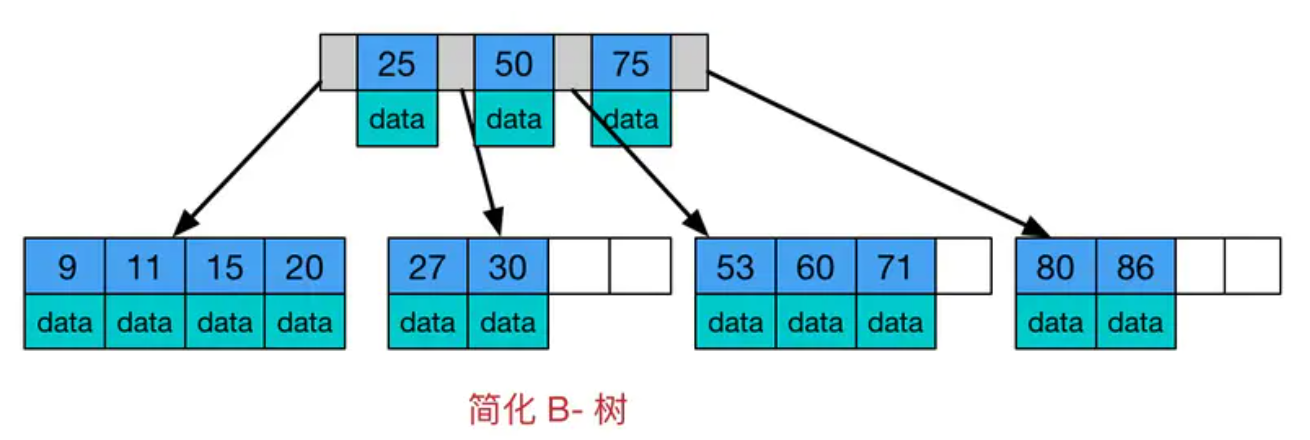 25 50 75
data data data
9 11 15 20 27 30 53 60 71 80 86
data data data data data data data data data data data
简化 B- 树